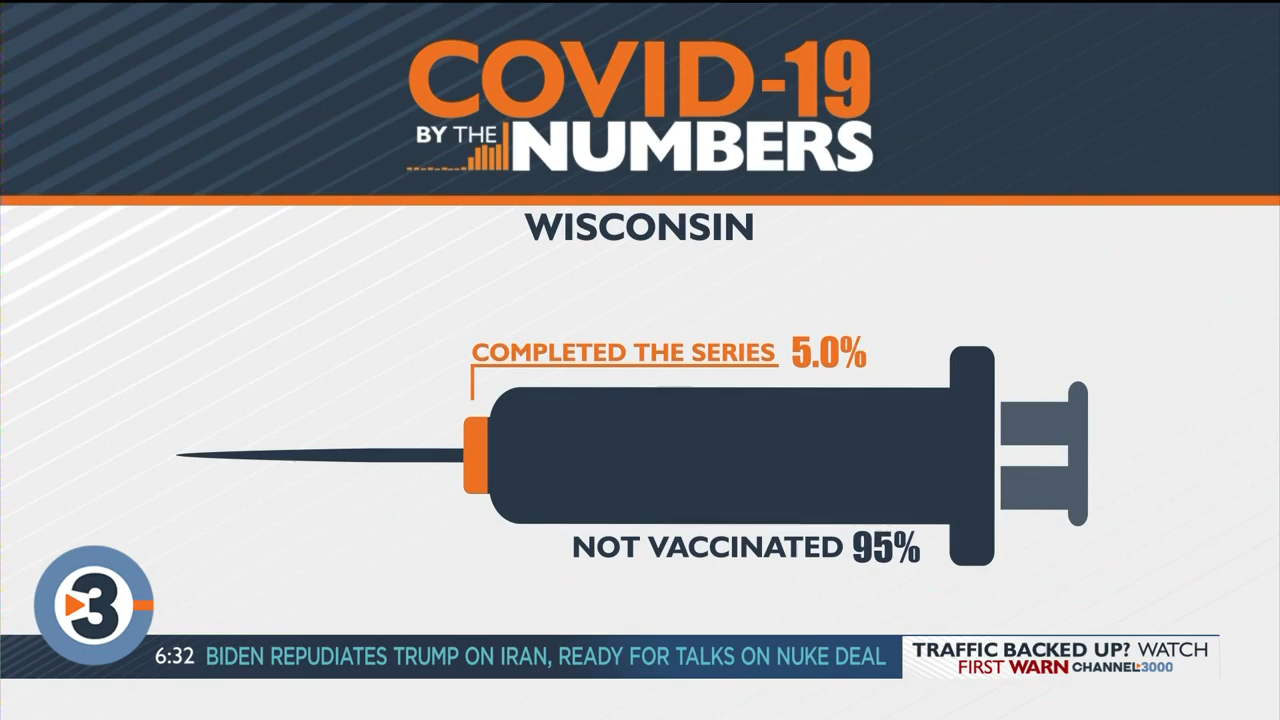 COVID-19
BY THE NUMBERS
WISCONSIN
COMPLETED THE SERIES 5.0%
NOT VACCINATED 95%
3
6:32 BIDEN REPUDIATES TRUMP ON IRAN, READY FOR TALKS ON NUKE DEAL
TRAFFIC BACKED UP? WATCH
FIRST WARN CHANNEL3000